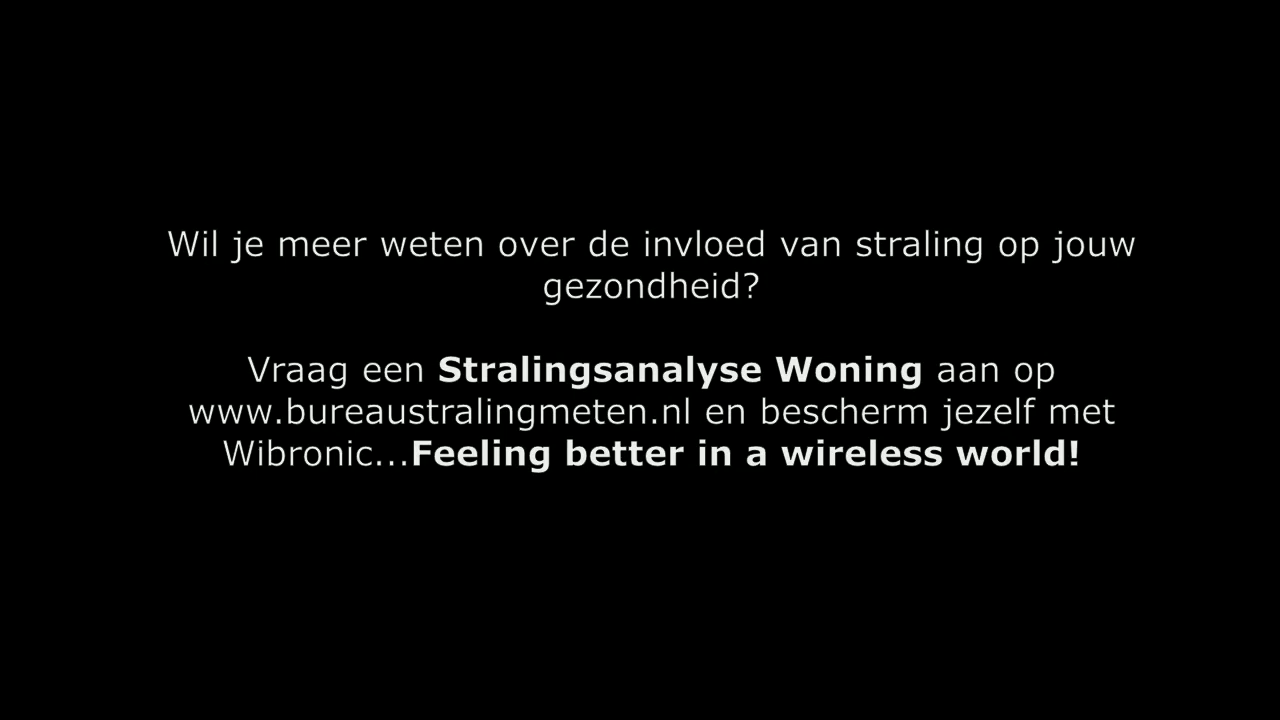 Wil je meer weten over de invloed van straling op jouw
gezondheid?
Vraag een Stralingsanalyse Woning aan op
www.bureaustralingmeten.nl en bescherm jezelf met
Wibronic...Feeling better in a wireless world!